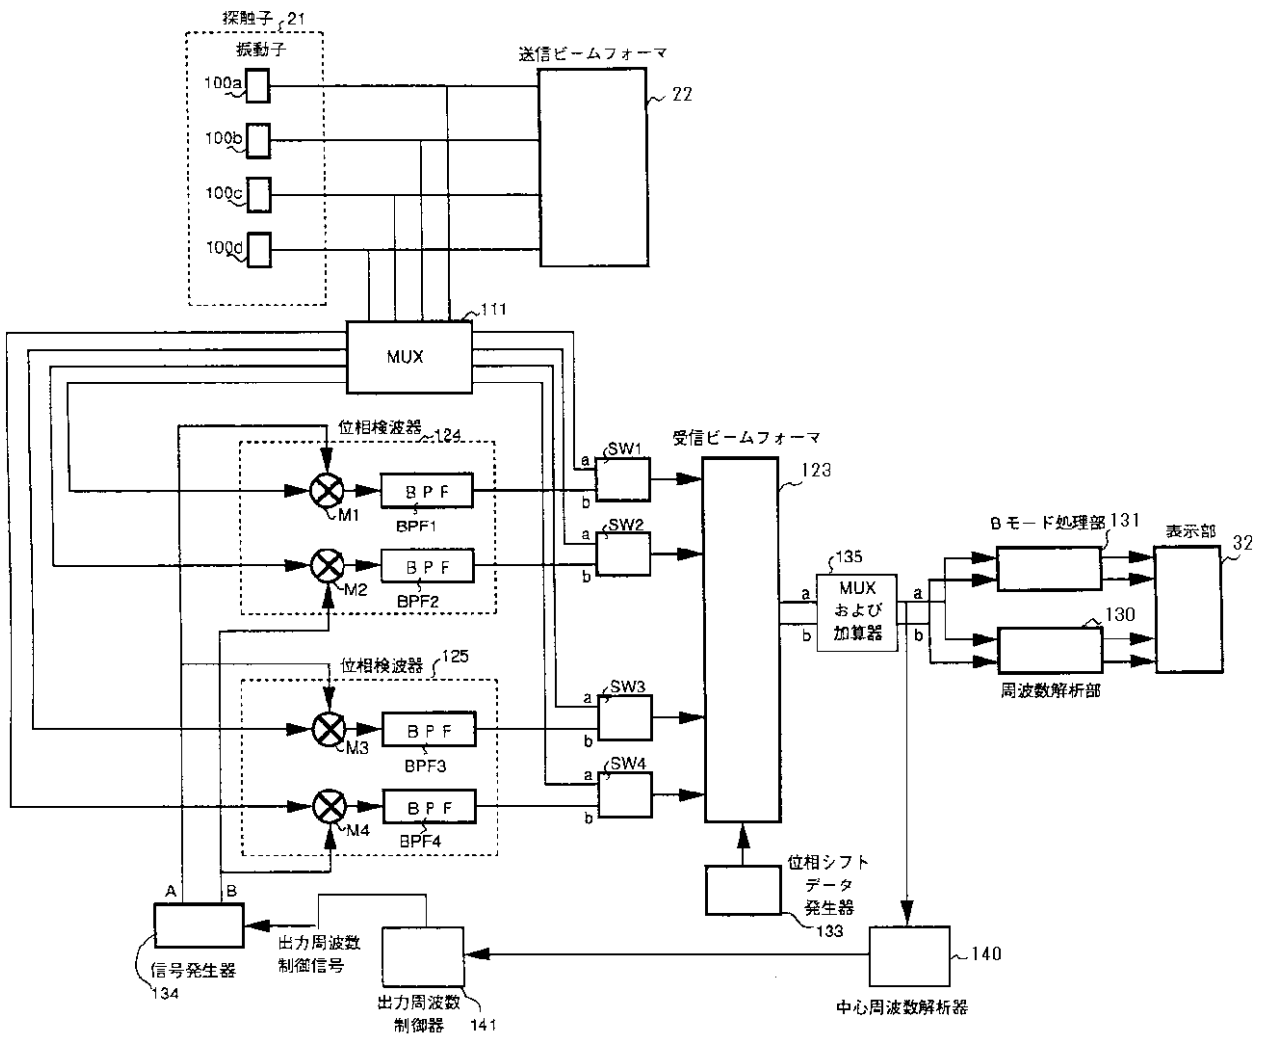 探触子 21
振動子
100a
100b
100c
100d
送信ビームフォーマ
22
111
MUX
位相検波器 124
M1
BPF
BPF1
M2
BPF
BPF2
位相検波器 125
M3
BPF
BPF3
M4
BPF
BPF4
a SW1
b
a SW2
b
a SW3
b
a SW4
b
受信ビームフォーマ
123
a
b
135
MUX
および
加算器
a
b
Bモード処理部 131
130
周波数解析部
表示部
32
位相シフト
データ
発生器
133
A B
信号発生器
134
出力周波数
制御信号
出力周波数
制御器 141
140
中心周波数解析器